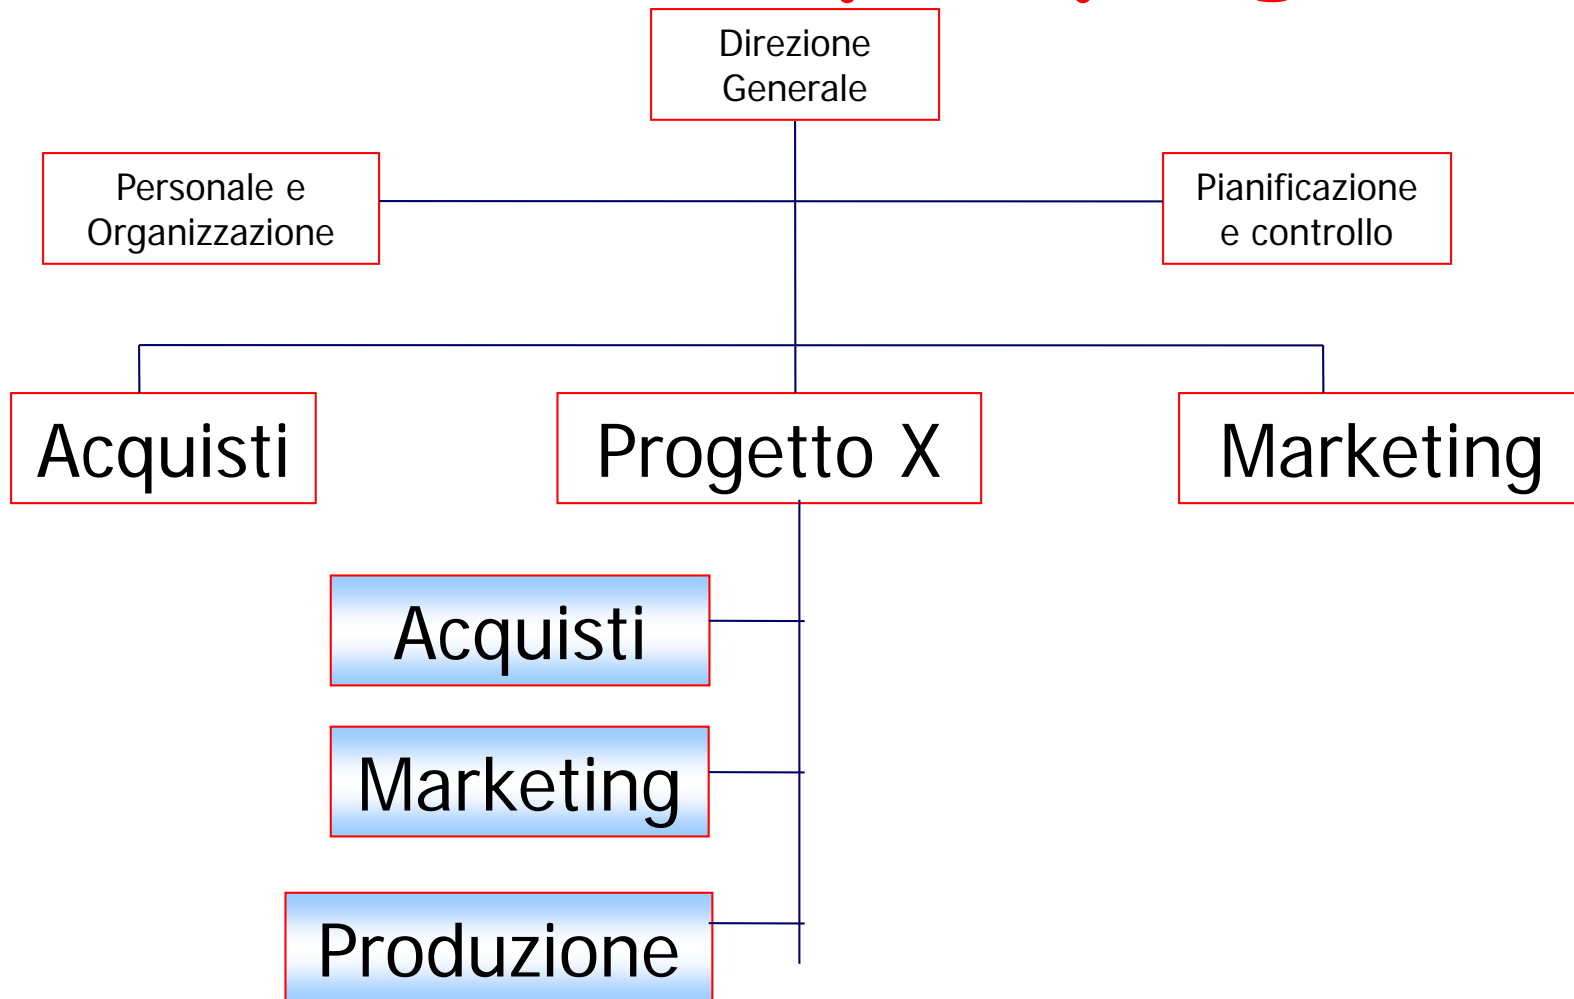 Direzione
Generale
Personale e
Organizzazione
Pianificazione
e controllo
Acquisti
Progetto X
Marketing
Acquisti
Marketing
Produzione